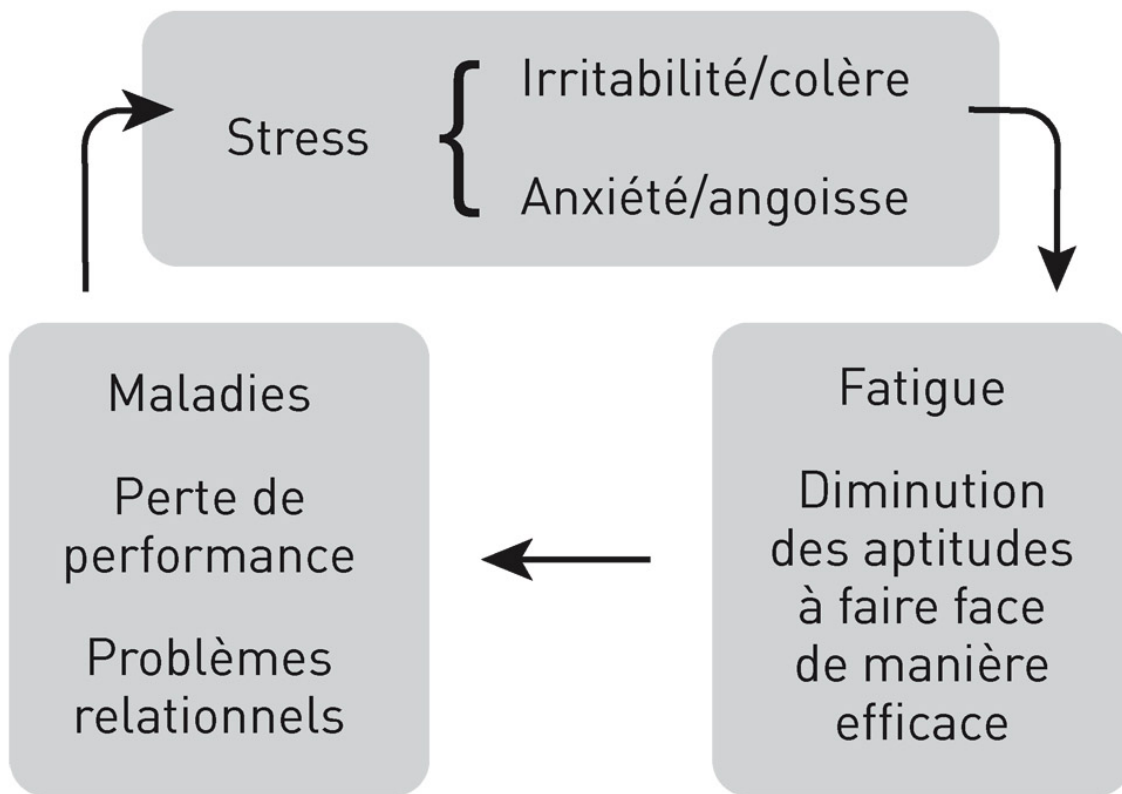 Stress
Irritabilité/colère
Anxiété/angoisse
Maladies
Perte de
performance
Problèmes
relationnels
Fatigue
Diminution
des aptitudes
à faire face
de manière
efficace